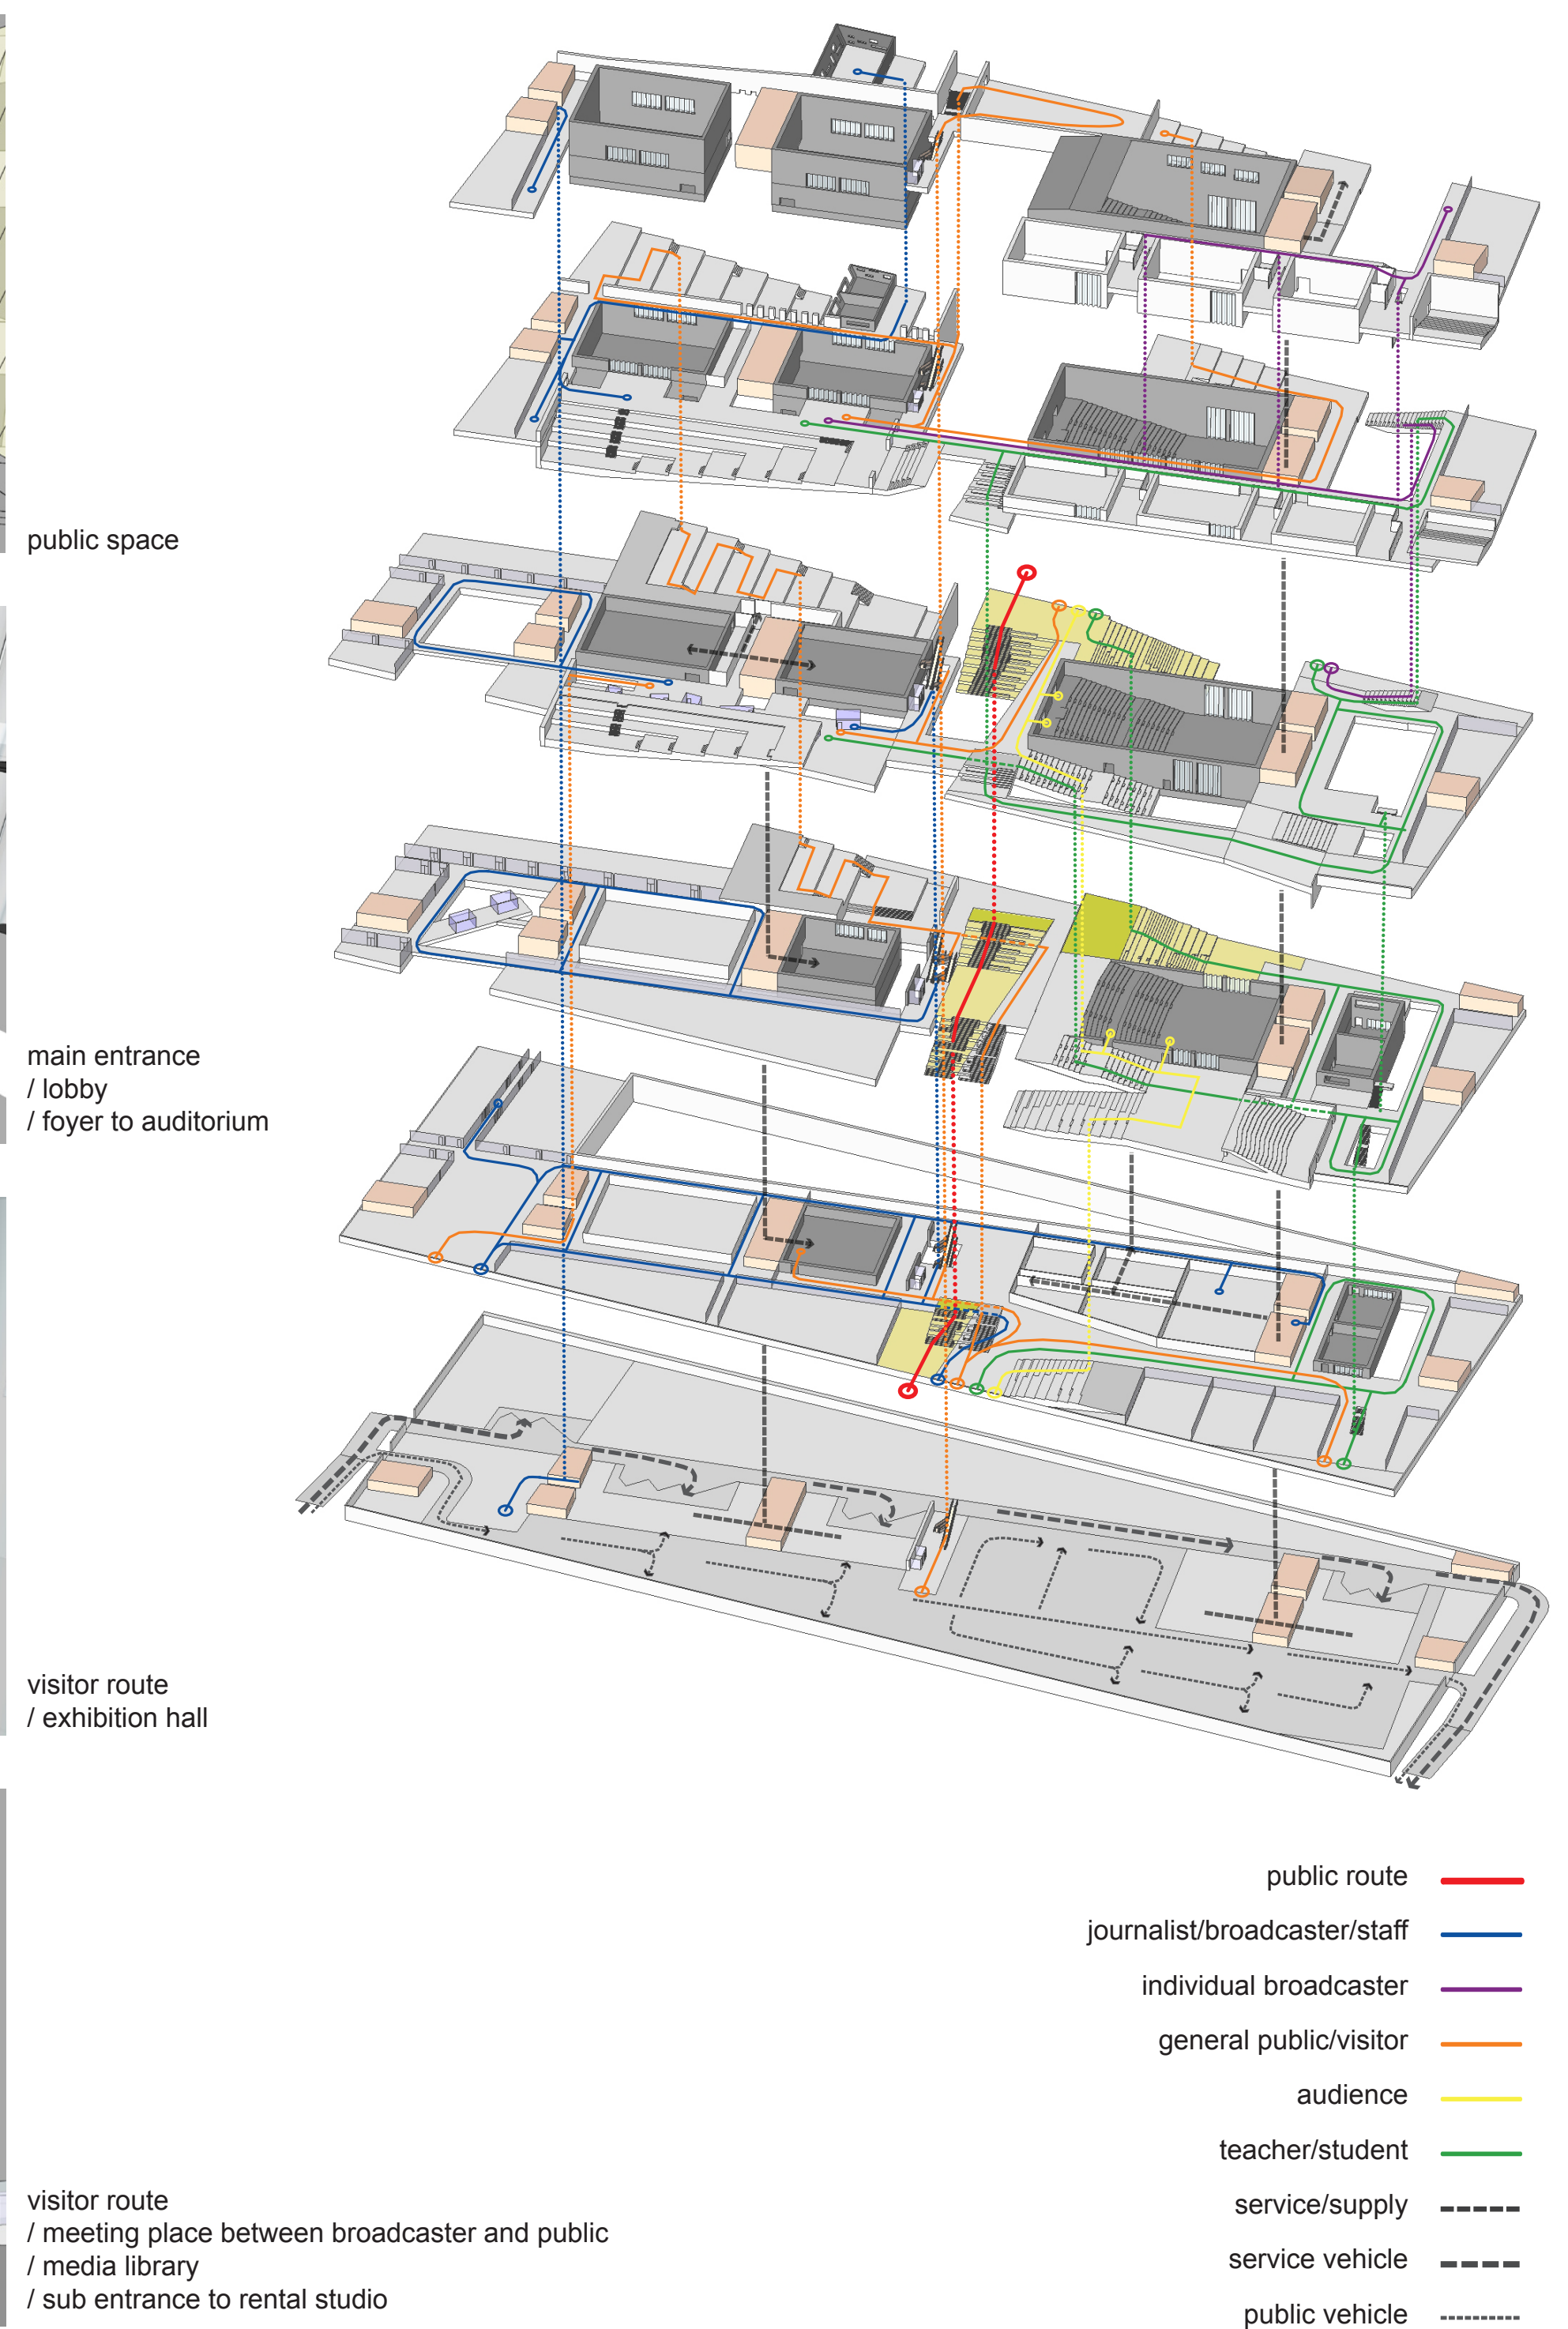 public space
main entrance
/ lobby
/ foyer to auditorium
visitor route
/ exhibition hall
visitor route
/ meeting place between broadcaster and public
/ media library
/ sub entrance to rental studio
public route
journalist/broadcaster/staff
individual broadcaster
general public/visitor
audience
teacher/student
service/supply
service vehicle
public vehicle